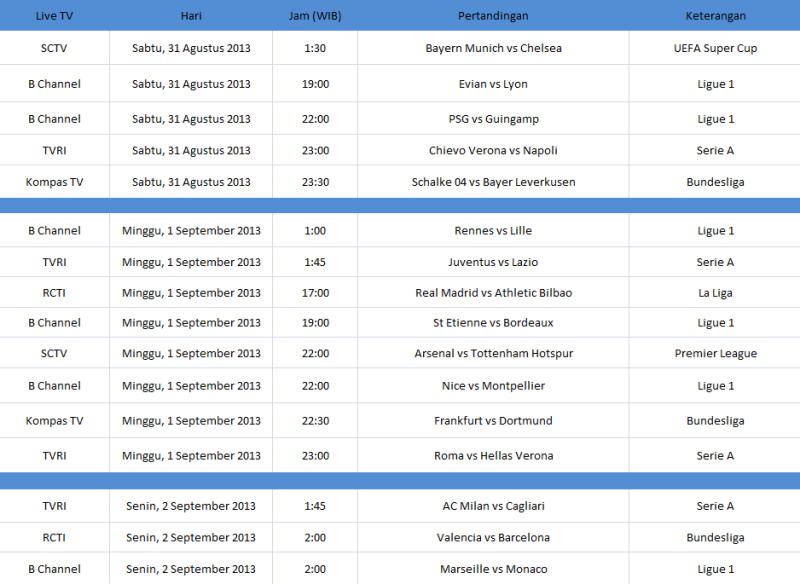 Live TV Hari Jam (WIB) Pertandingan Keterangan
SCTV Sabtu, 31 Agustus 2013 1:30 Bayern Munich vs Chelsea UEFA Super Cup
B Channel Sabtu, 31 Agustus 2013 19:00 Evian vs Lyon Ligue 1
B Channel Sabtu, 31 Agustus 2013 22:00 PSG vs Guingamp Ligue 1
TVRI Sabtu, 31 Agustus 2013 23:00 Chievo Verona vs Napoli Serie A
Kompas TV Sabtu, 31 Agustus 2013 23:30 Schalke 04 vs Bayer Leverkusen Bundesliga
B Channel Minggu, 1 September 2013 1:00 Rennes vs Lille Ligue 1
TVRI Minggu, 1 September 2013 1:45 Juventus vs Lazio Serie A
RCTI Minggu, 1 September 2013 17:00 Real Madrid vs Athletic Bilbao La Liga
B Channel Minggu, 1 September 2013 19:00 St Etienne vs Bordeaux Ligue 1
SCTV Minggu, 1 September 2013 22:00 Arsenal vs Tottenham Hotspur Premier League
B Channel Minggu, 1 September 2013 22:00 Nice vs Montpellier Ligue 1
Kompas TV Minggu, 1 September 2013 22:30 Frankfurt vs Dortmund Bundesliga
TVRI Minggu, 1 September 2013 23:00 Roma vs Hellas Verona Serie A
TVRI Senin, 2 September 2013 1:45 AC Milan vs Cagliari Serie A
RCTI Senin, 2 September 2013 2:00 Valencia vs Barcelona Bundesliga
B Channel Senin, 2 September 2013 2:00 Marseille vs Monaco Ligue 1